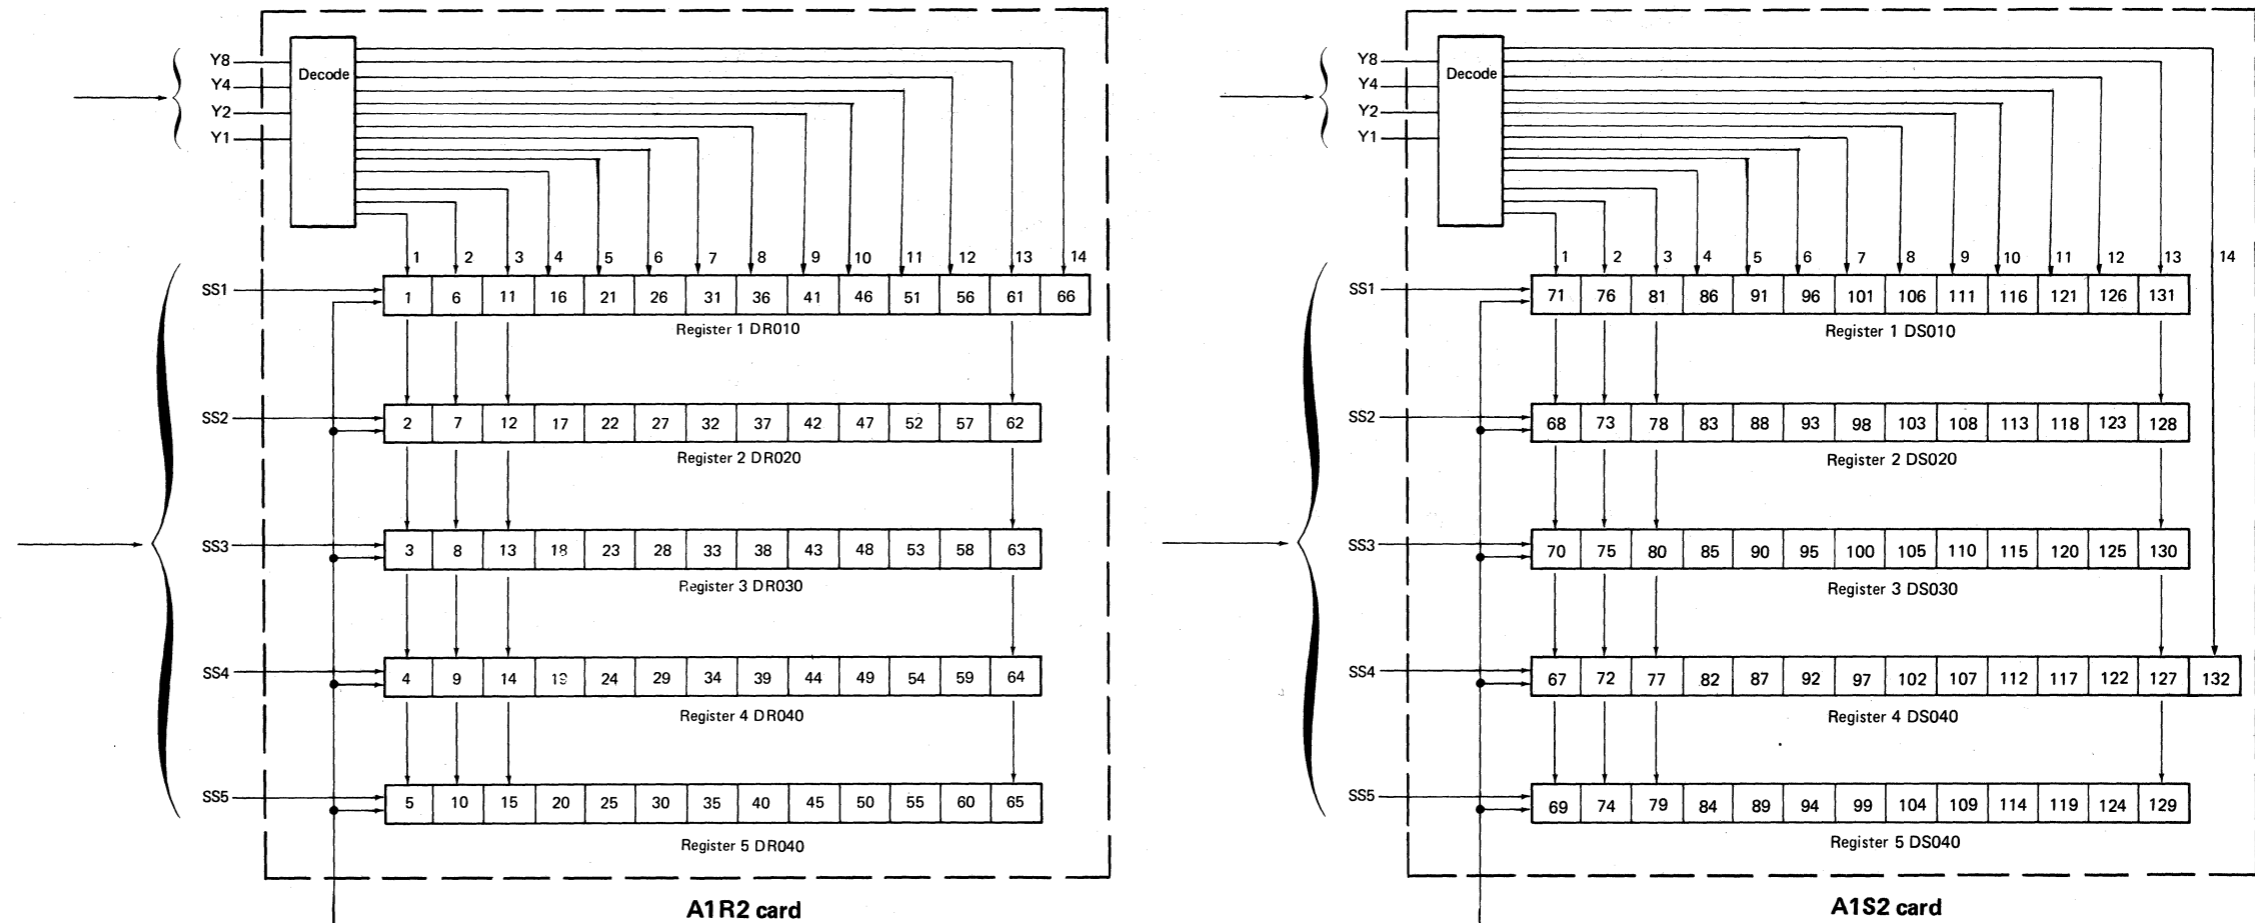 Y8
Y4
Y2
Y1
Decode
1 2 3 4 5 6 7 8 9 10 11 12 13 14
SS1
1 6 11 16 21 26 31 36 41 46 51 56 61 66
Register 1 DR010
SS2
2 7 12 17 22 27 32 37 42 47 52 57 62
Register 2 DR020
SS3
3 8 13 18 23 28 33 38 43 48 53 58 63
Register 3 DR030
SS4
4 9 14 19 24 29 34 39 44 49 54 59 64
Register 4 DR040
SS5
5 10 15 20 25 30 35 40 45 50 55 60 65
Register 5 DR040
A1R2 card
Y8
Y4
Y2
Y1
Decode
1 2 3 4 5 6 7 8 9 10 11 12 13 14
SS1
71 76 81 86 91 96 101 106 111 116 121 126 131
Register 1 DS010
SS2
68 73 78 83 88 93 98 103 108 113 118 123 128
Register 2 DS020
SS3
70 75 80 85 90 95 100 105 110 115 120 125 130
Register 3 DS030
SS4
67 72 77 82 87 92 97 102 107 112 117 122 127 132
Register 4 DS040
SS5
69 74 79 84 89 94 99 104 109 114 119 124 129
Register 5 DS040
A1S2 card